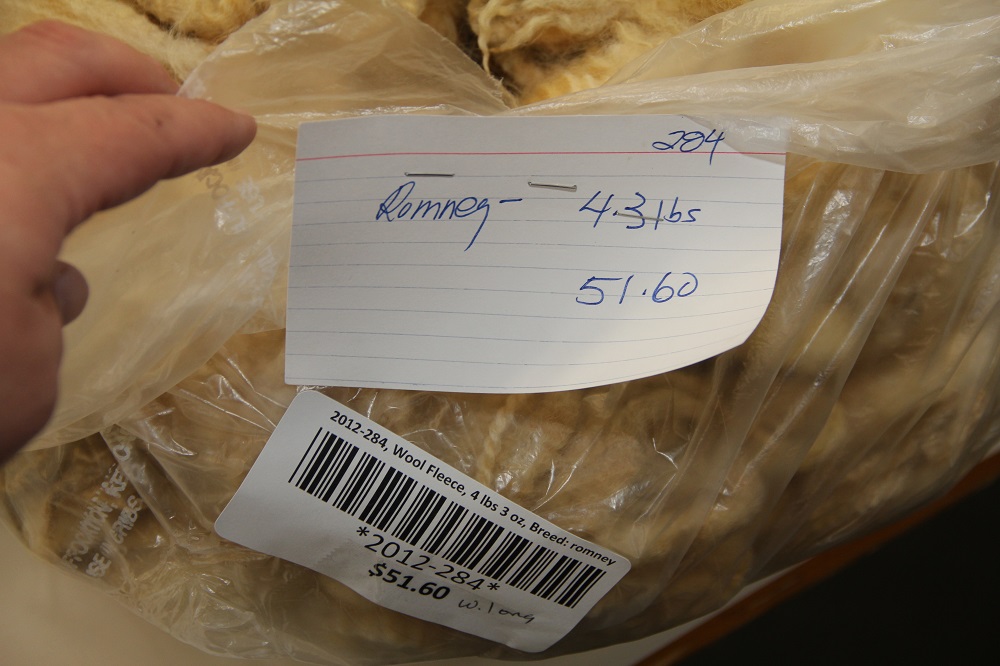 284
Romney - 4.3 lbs
51.60
2012-284, Wool Fleece, 4 lbs 3 oz, Breed: romney
*2012-284*
$51.60
w. long